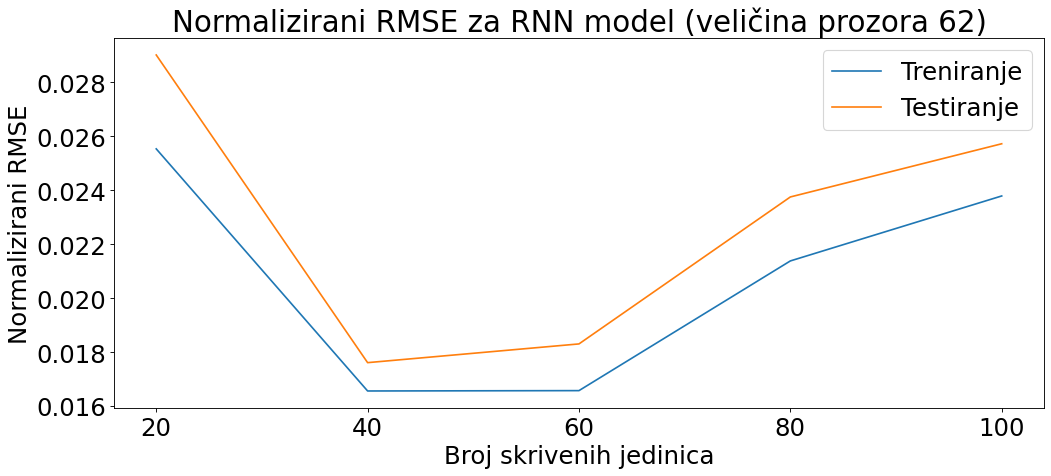 Normalizirani RMSE za RNN model (veličina prozora 62)
Treniranje
Testiranje
Normalizirani RMSE
0.028
0.026
0.024
0.022
0.020
0.018
0.016
20 40 60 80 100
Broj skrivenih jedinica